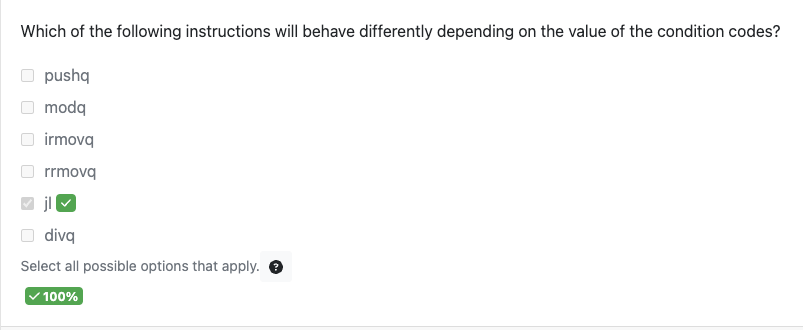 Which of the following instructions will behave differently depending on the value of the condition codes?
pushq
modq
irmovq
rrmovq
jl
divq
Select all possible options that apply. ?
100%